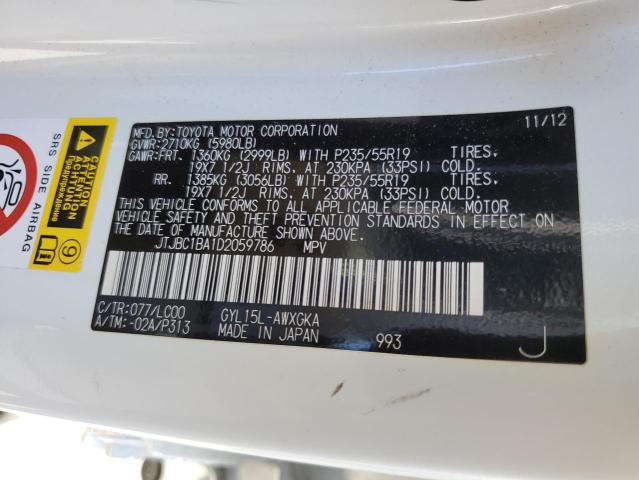 MFD. BY: TOYOTA MOTOR CORPORATION 11/12
GVWR: 2710KG (5980LB)
GAWR: FRT. 1360KG (2999LB) WITH P235/55R19 TIRES.
19X7 1/2J RIMS. AT 230KPA (33PSI) COLD.
RR. 1385KG (3056LB) WITH P235/55R19 TIRES.
19X7 1/2J RIMS. AT 230KPA (33PSI) COLD.
THIS VEHICLE CONFORMS TO ALL APPLICABLE FEDERAL MOTOR
VEHICLE SAFETY AND THEFT PREVENTION STANDARDS IN EFFECT ON
THE DATE OF MANUFACTURE SHOWN ABOVE.
JTJBC1BA1D2059786 MPV
C/TR: 077/LC00 GYL15L-AWXGKA
A/TM: -02A/P313 MADE IN JAPAN 993
J
SRS SIDE AIRBAG
CAUTION
ACHTUNG
ATTENTION
Предупреждение
9